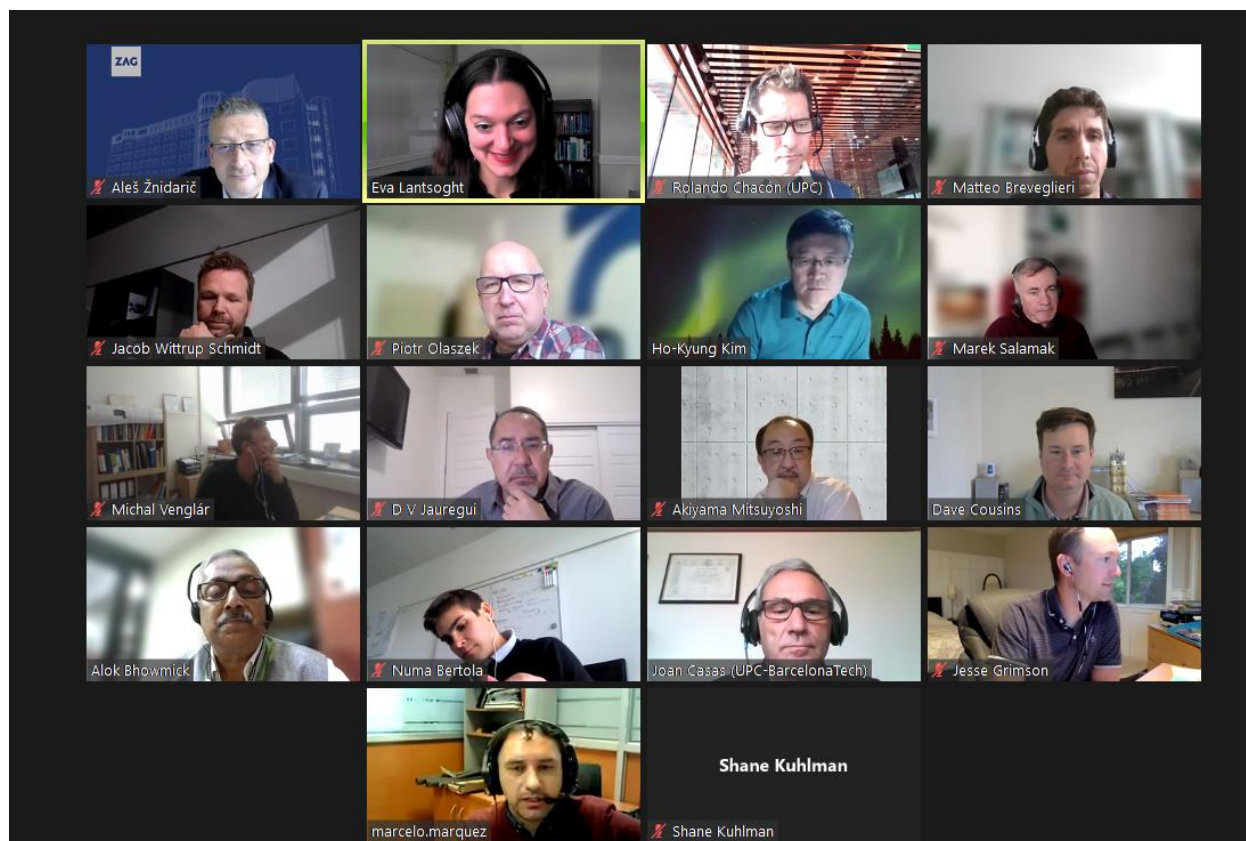 ZAG
Aleš Žnidarič
Eva Lantsoght
Rolando Chacón (UPC)
Matteo Breveglieri
Jacob Wittrup Schmidt
Piotr Olaszek
Ho-Kyung Kim
Marek Salamak
Michal Venglár
D V Jauregui
Akiyama Mitsuyoshi
Dave Cousins
Alok Bhowmick
Numa Bertola
Joan Casas (UPC-BarcelonaTech)
Jesse Grimson
marcelo.marquez
Shane Kuhlman
Shane Kuhlman